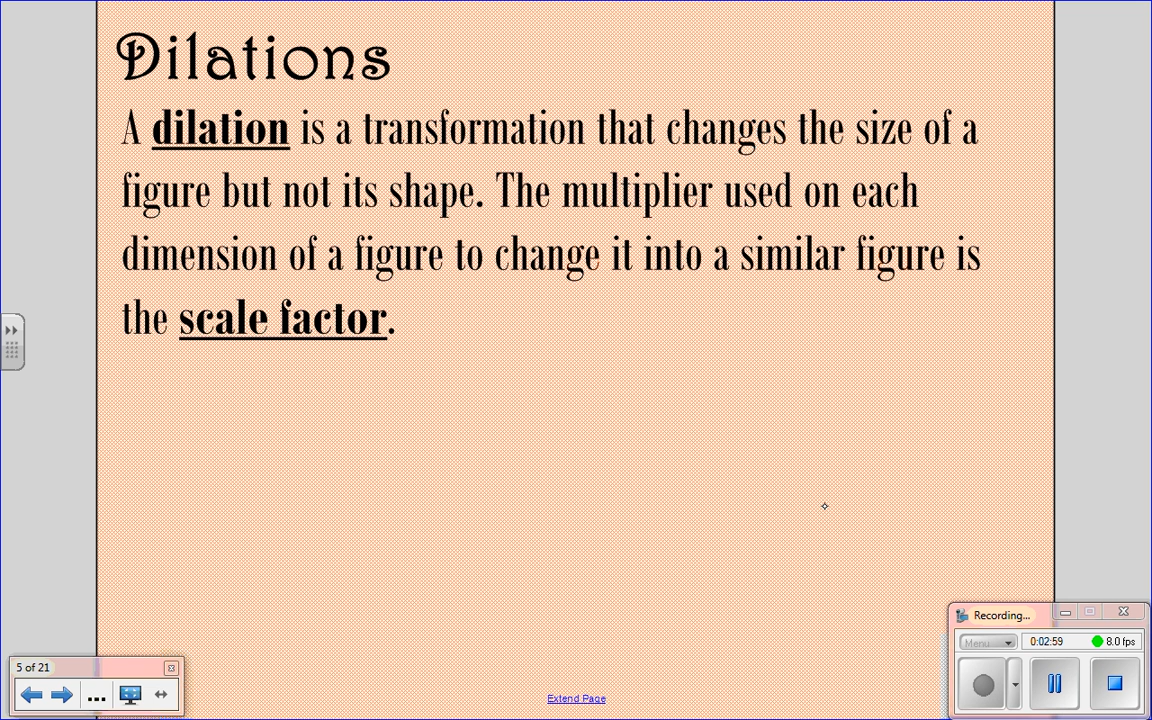 Dilations
A dilation is a transformation that changes the size of a
figure but not its shape. The multiplier used on each
dimension of a figure to change it into a similar figure is
the scale factor.
Recording...
Menu
0:02:59
8.0 fps
5 of 21
...
Extend Page